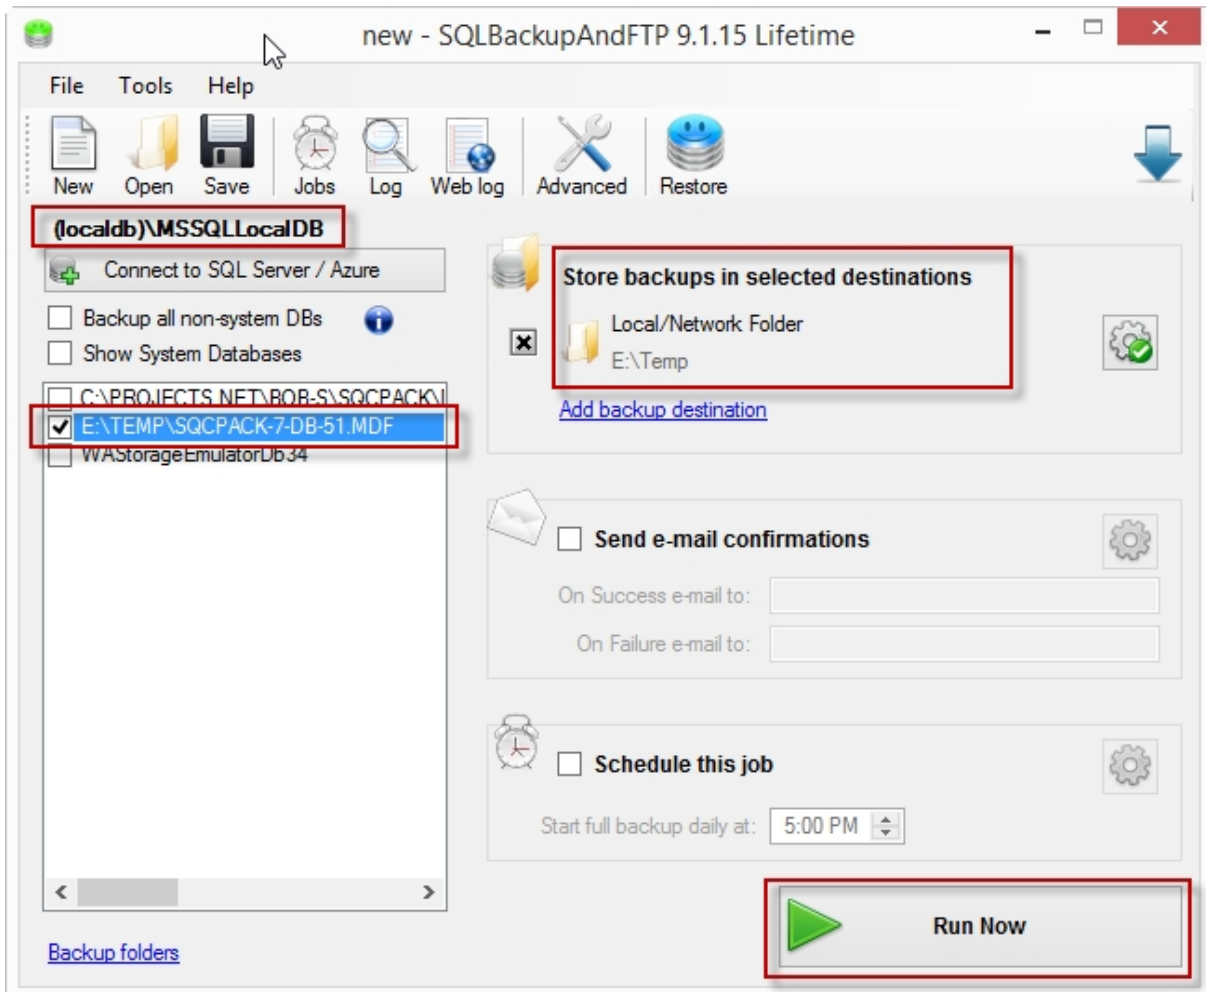 new - SQLBackupAndFTP 9.1.15 Lifetime
File Tools Help
New Open Save Jobs Log Web log Advanced Restore
(localdb)\MSSQLLocalDB
Connect to SQL Server / Azure
Backup all non-system DBs
Show System Databases
C:\PROJECTS.NET\BOB-S\SQCPACK\
E:\TEMP\SQCPACK-7-DB-51.MDF
WAStorageEmulatorDb34
Backup folders
Store backups in selected destinations
Local/Network Folder
E:\Temp
Add backup destination
Send e-mail confirmations
On Success e-mail to:
On Failure e-mail to:
Schedule this job
Start full backup daily at: 5:00 PM
Run Now